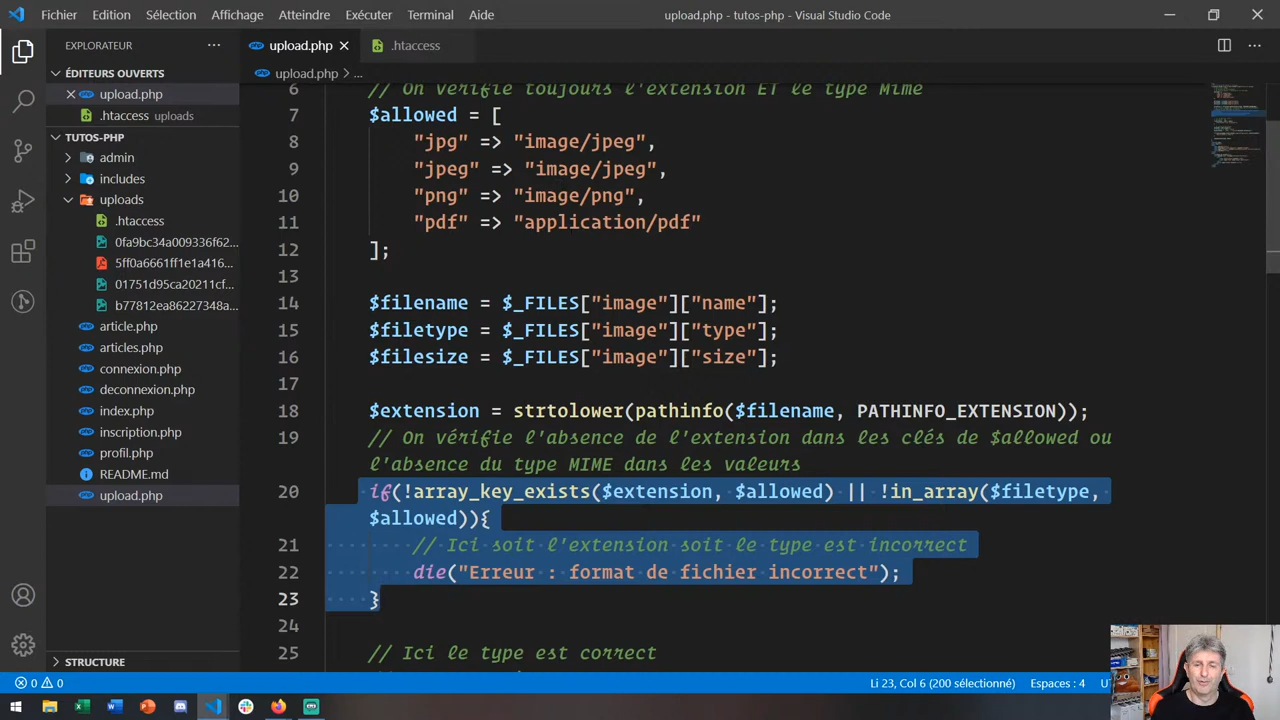 Fichier Edition Sélection Affichage Atteindre Exécuter Terminal Aide upload.php - tutos-php - Visual Studio Code
EXPLORATEUR
ÉDITEURS OUVERTS
upload.php
.htaccess uploads
TUTOS-PHP
admin
includes
uploads
.htaccess
0fa9bc34a009336f62...
5ff0a6661ff1e1a416...
01751d95ca20211cf...
b77812ea86227348a...
article.php
articles.php
connexion.php
deconnexion.php
index.php
inscription.php
profil.php
README.md
upload.php
STRUCTURE
upload.php .htaccess
upload.php > ...
6 // On vérifie toujours l'extension ET le type Mime
7 $allowed = [
8 "jpg" => "image/jpeg",
9 "jpeg" => "image/jpeg",
10 "png" => "image/png",
11 "pdf" => "application/pdf"
12 ];
13
14 $filename = $_FILES["image"]["name"];
15 $filetype = $_FILES["image"]["type"];
16 $filesize = $_FILES["image"]["size"];
17
18 $extension = strtolower(pathinfo($filename, PATHINFO_EXTENSION));
19 // On vérifie l'absence de l'extension dans les clés de $allowed ou
l'absence du type MIME dans les valeurs
20 if(!array_key_exists($extension, $allowed) || !in_array($filetype,
$allowed)){
21 // Ici soit l'extension soit le type est incorrect
22 die("Erreur : format de fichier incorrect");
23 }
24
25 // Ici le type est correct
0 0 Li 23, Col 6 (200 sélectionné) Espaces : 4